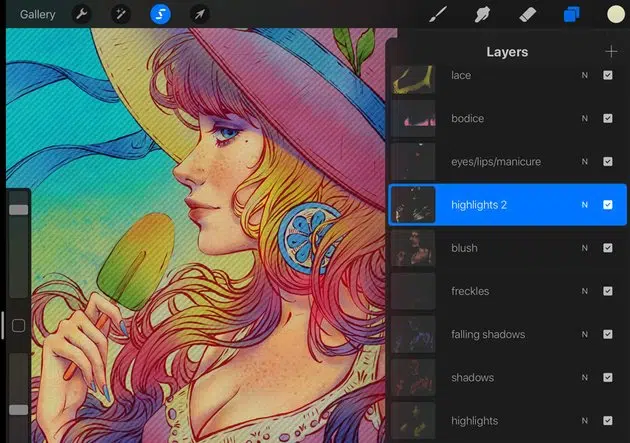 Gallery
Layers
lace N
bodice N
eyes/lips/manicure N
highlights 2 N
blush N
freckles N
falling shadows N
shadows N
highlights N